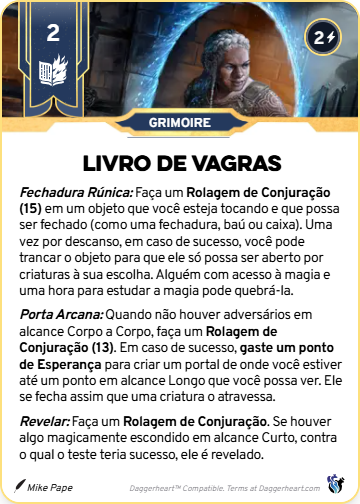 2
2
GRIMOIRE
LIVRO DE VAGRAS
Fechadura Rúnica: Faça um Rolagem de Conjuração
(15) em um objeto que você esteja tocando e que possa
ser fechado (como uma fechadura, baú ou caixa). Uma
vez por descanso, em caso de sucesso, você pode
trancar o objeto para que ele só possa ser aberto por
criaturas à sua escolha. Alguém com acesso à magia e
uma hora para estudar a magia pode quebrá-la.
Porta Arcana: Quando não houver adversários em
alcance Corpo a Corpo, faça um Rolagem de
Conjuração (13). Em caso de sucesso, gaste um ponto
de Esperança para criar um portal de onde você estiver
até um ponto em alcance Longo que você possa ver. Ele
se fecha assim que uma criatura o atravessa.
Revelar: Faça um Rolagem de Conjuração. Se houver
algo magicamente escondido em alcance Curto, contra
o qual o teste teria sucesso, ele é revelado.
Mike Pape
Daggerheart™ Compatible. Terms at Daggerheart.com